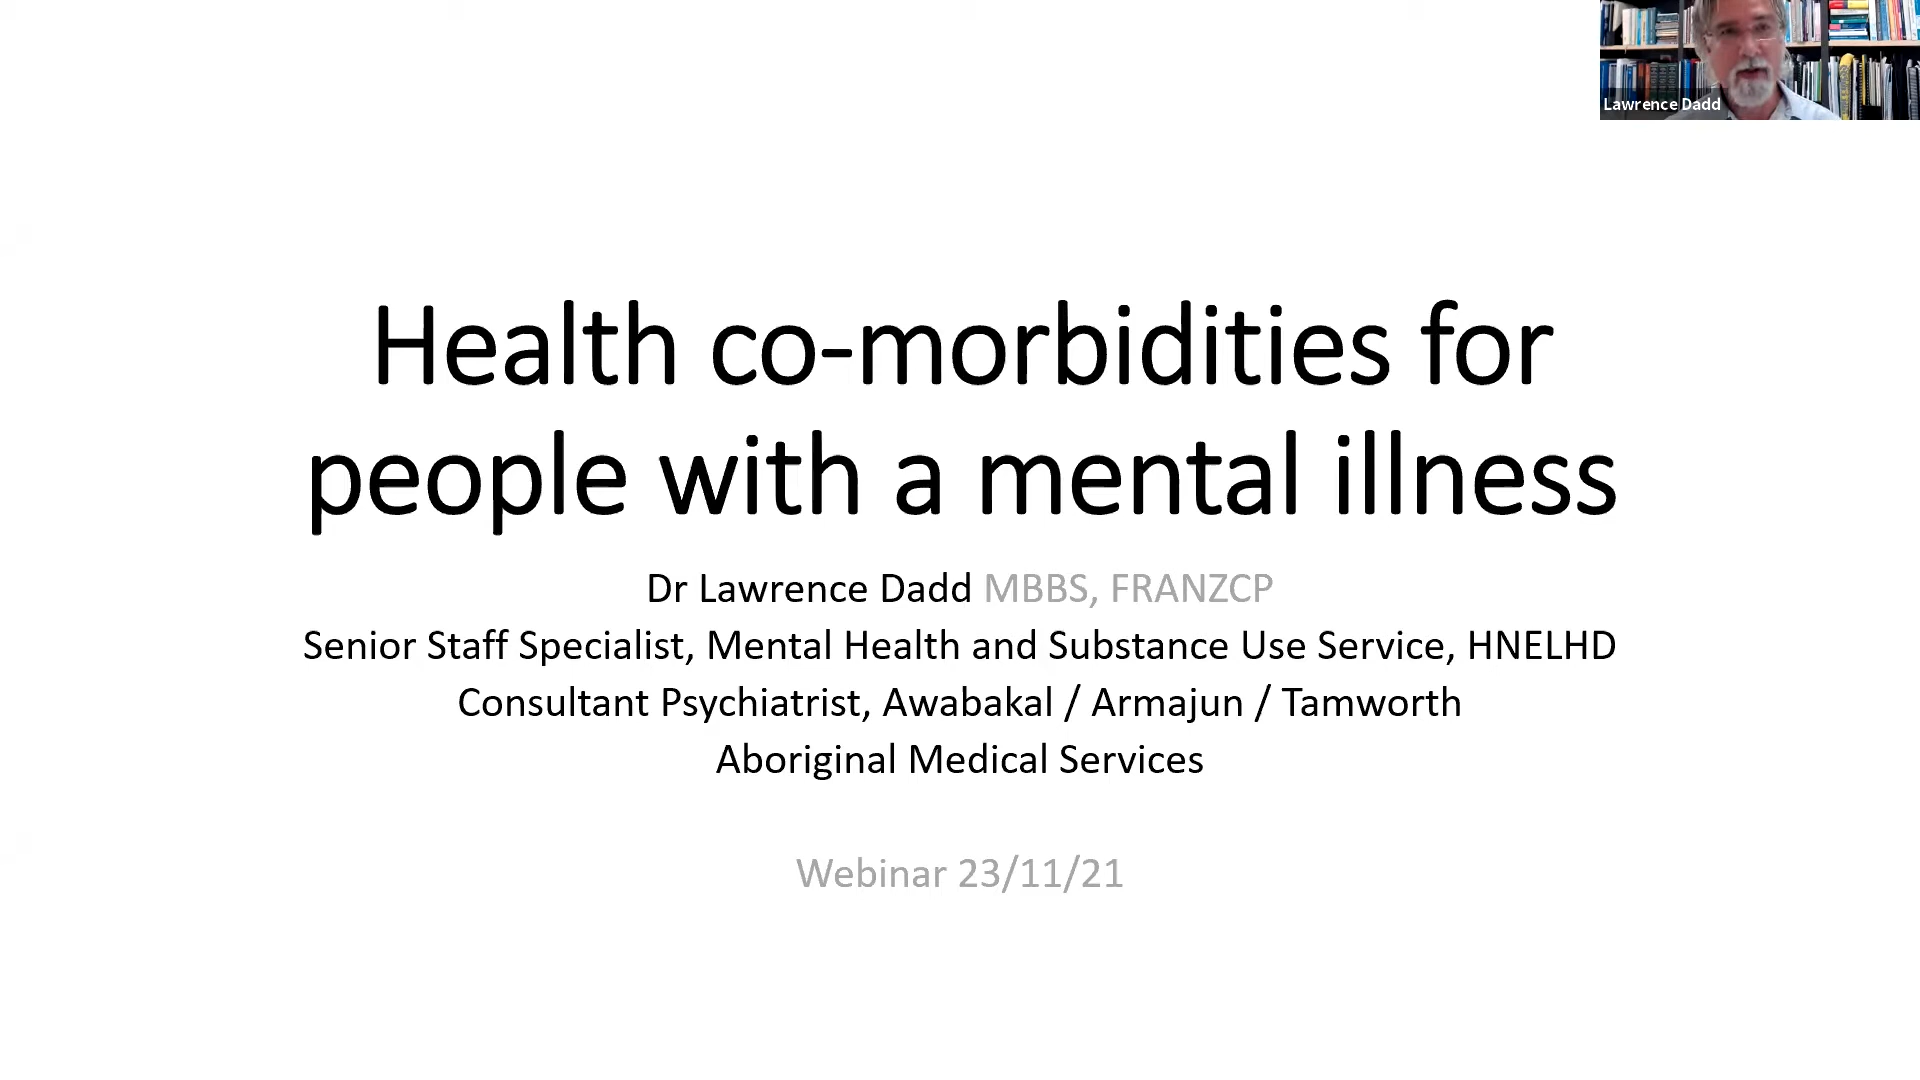 Lawrence Dadd
Health co-morbidities for
people with a mental illness
Dr Lawrence Dadd MBBS, FRANZCP
Senior Staff Specialist, Mental Health and Substance Use Service, HNELHD
Consultant Psychiatrist, Awabakal / Armajun / Tamworth
Aboriginal Medical Services
Webinar 23/11/21